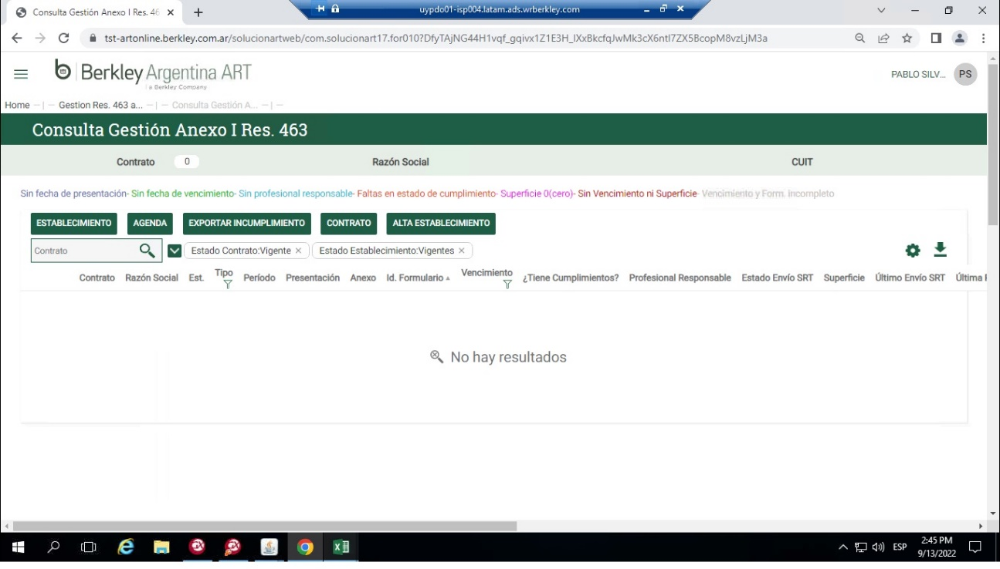 Consulta Gestión Anexo I Res. 46
uypdo01-isp004.latam.ads.wrberkley.com
tst-artonline.berkley.com.ar/solucionartweb/com.solucionart17.for010?DfyTAjNG44H1vqf_gqivx1Z1E3H_IXxBkcfqJwMk3cX6ntI7ZX5BcopM8vzLjM3a
b | Berkley Argentina ART
a Berkley Company
PABLO SILV... PS
Home — | — Gestion Res. 463 a... — | — Consulta Gestión A... — | —
Consulta Gestión Anexo I Res. 463
Contrato 0 Razón Social CUIT
Sin fecha de presentación- Sin fecha de vencimiento- Sin profesional responsable- Faltas en estado de cumplimiento- Superficie 0(cero)- Sin Vencimiento ni Superficie- Vencimiento y Form. Incompleto
ESTABLECIMIENTO AGENDA EXPORTAR INCUMPLIMIENTO CONTRATO ALTA ESTABLECIMIENTO
Contrato Estado Contrato:Vigente × Estado Establecimiento:Vigentes ×
Contrato Razón Social Est. Tipo Período Presentación Anexo Id. Formulario Vencimiento ¿Tiene Cumplimientos? Profesional Responsable Estado Envío SRT Superficie Último Envío SRT Última
No hay resultados
ESP 2:45 PM
9/13/2022